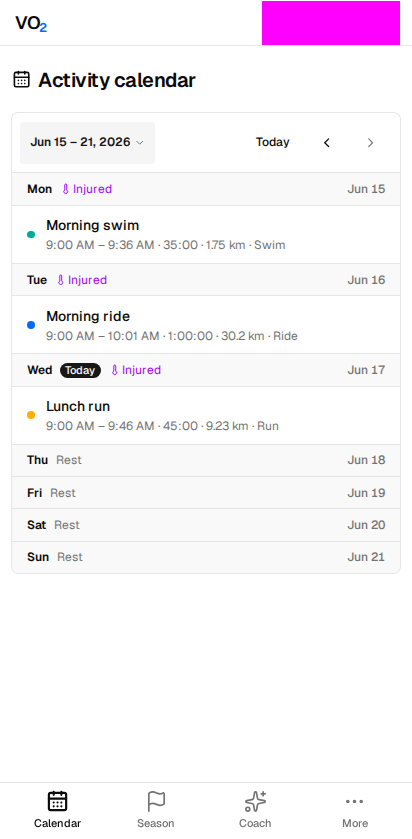 VO2
Activity calendar
Jun 15 – 21, 2026
Today
Mon Injured Jun 15
Morning swim
9:00 AM – 9:36 AM · 35:00 · 1.75 km · Swim
Tue Injured Jun 16
Morning ride
9:00 AM – 10:01 AM · 1:00:00 · 30.2 km · Ride
Wed Today Injured Jun 17
Lunch run
9:00 AM – 9:46 AM · 45:00 · 9.23 km · Run
Thu Rest Jun 18
Fri Rest Jun 19
Sat Rest Jun 20
Sun Rest Jun 21
Calendar Season Coach More